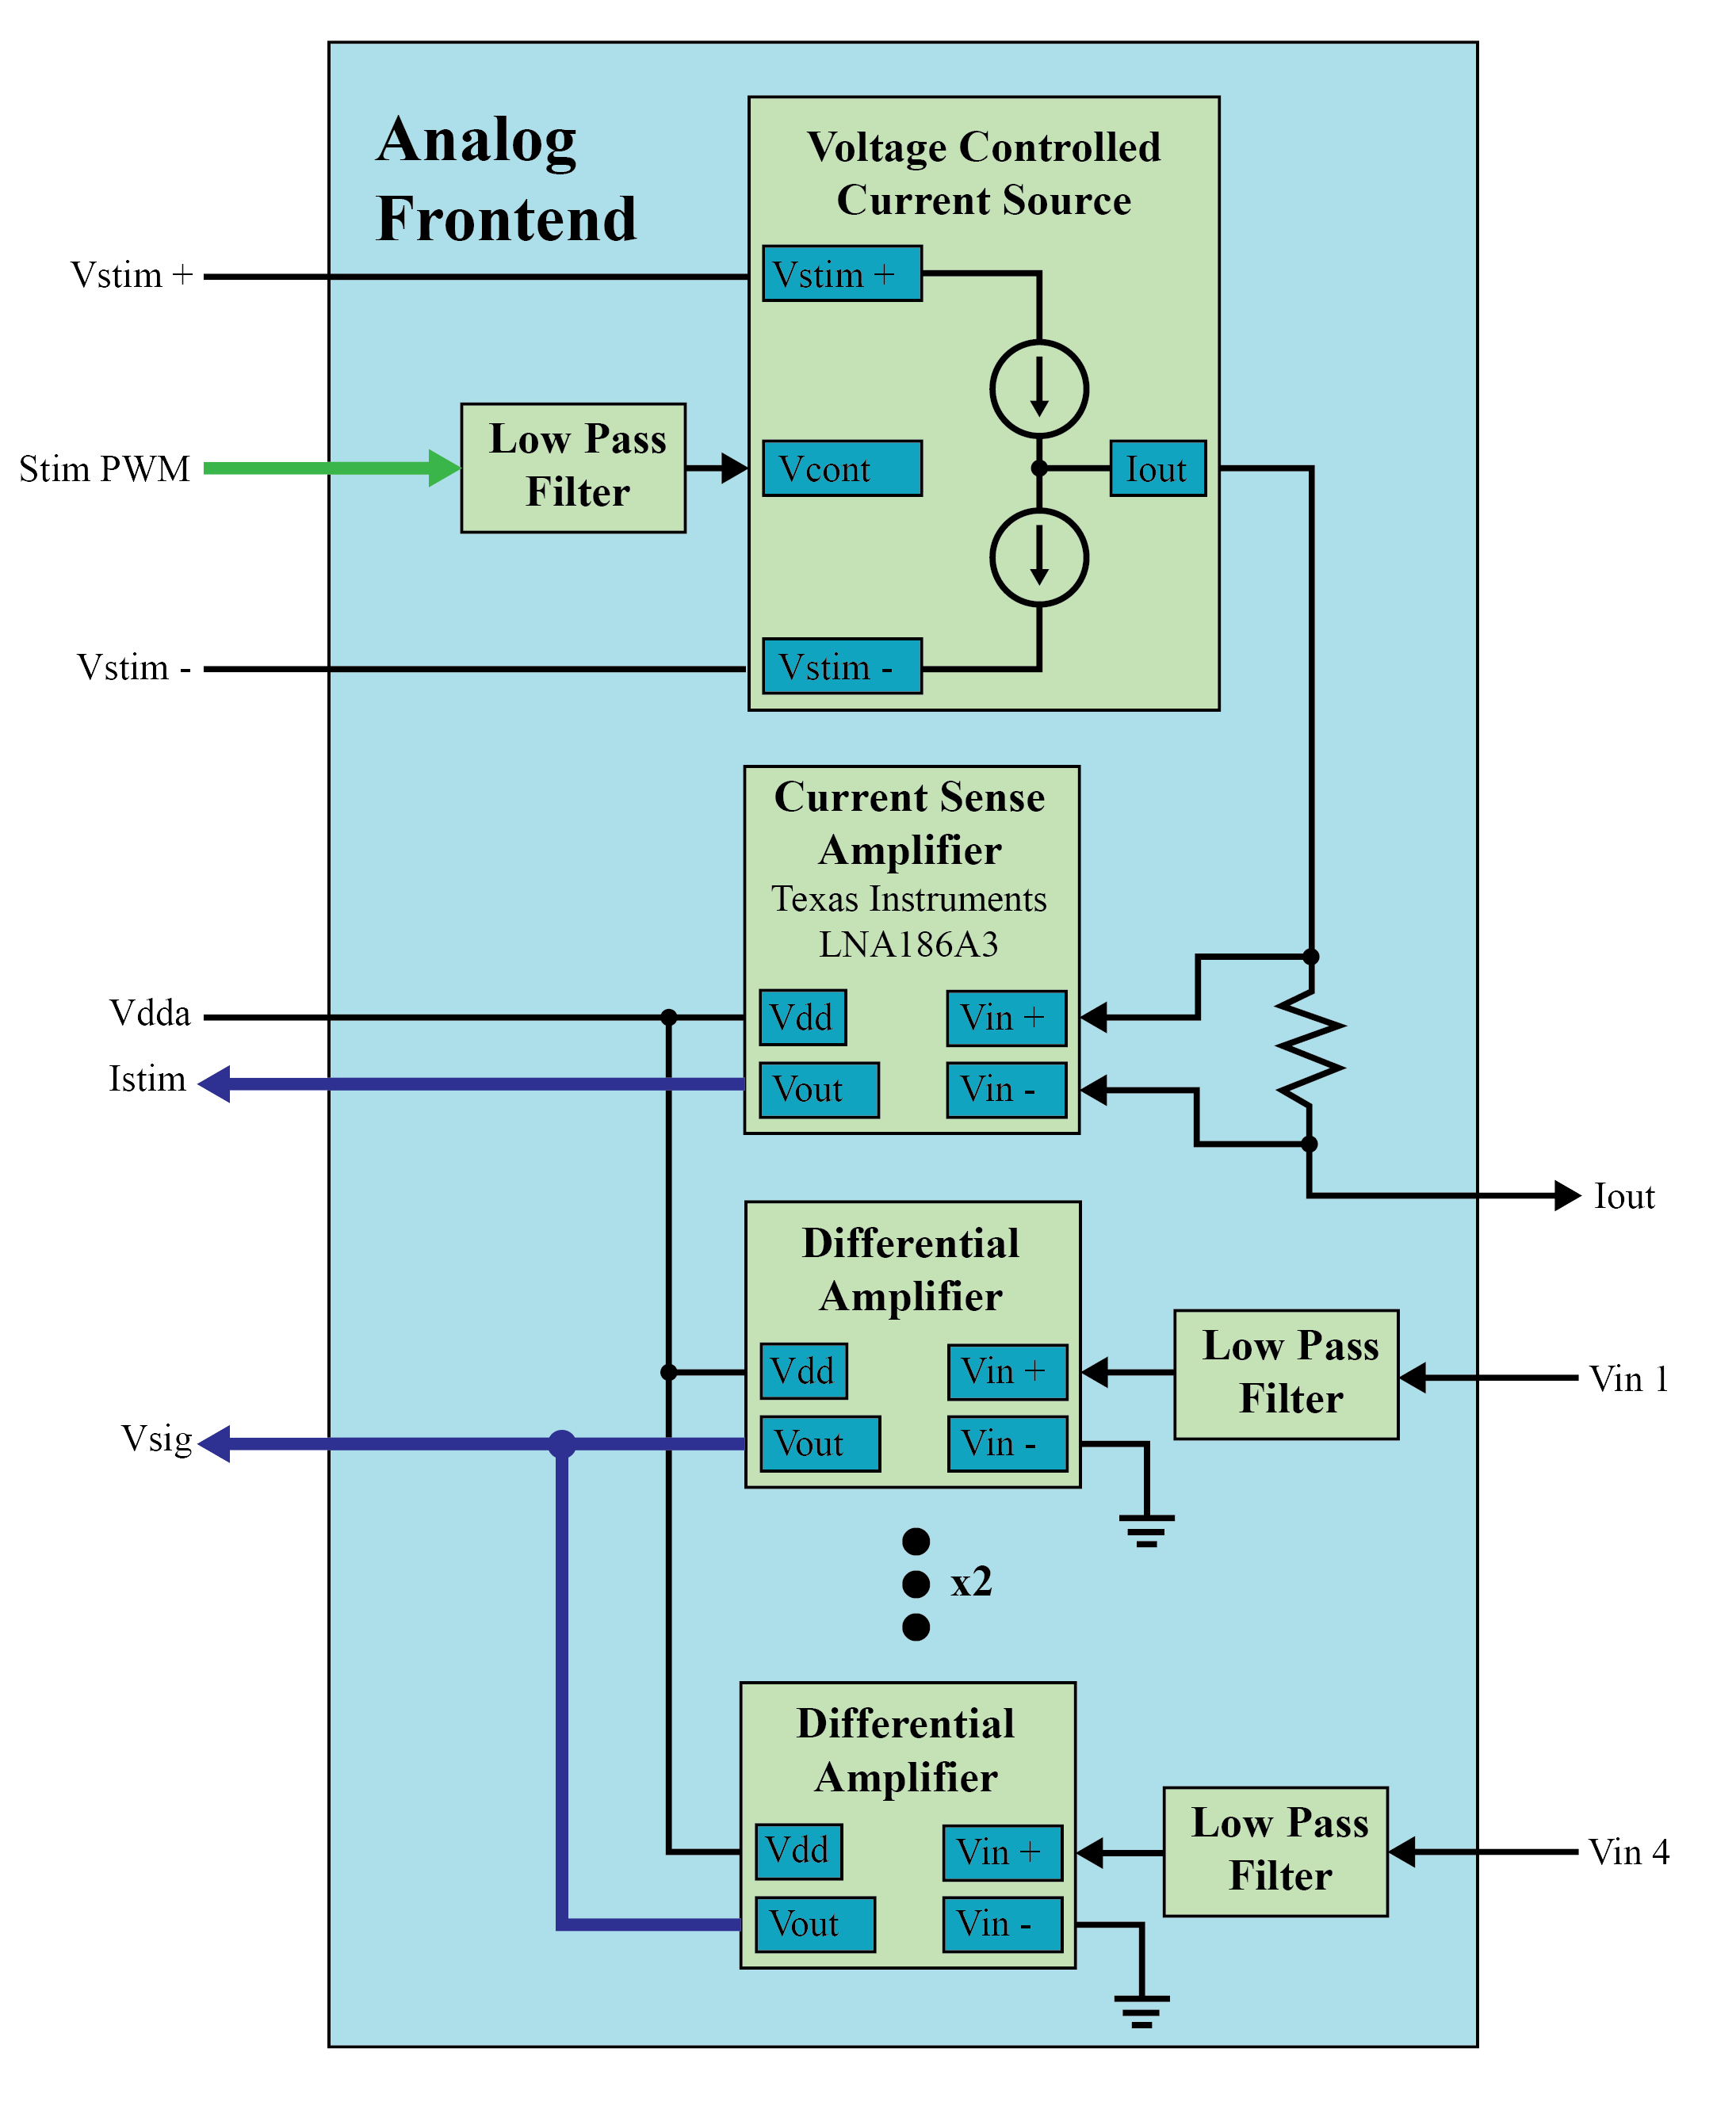 Analog
Frontend
Voltage Controlled
Current Source
Vstim +
Vstim +
Stim PWM
Low Pass
Filter
Vcont
Iout
Vstim -
Vstim -
Current Sense
Amplifier
Texas Instruments
LNA186A3
Vdda
Vdd
Vin +
Istim
Vout
Vin -
Iout
Differential
Amplifier
Vdd
Vin +
Low Pass
Filter
Vin 1
Vsig
Vout
Vin -
x2
Differential
Amplifier
Vdd
Vin +
Low Pass
Filter
Vin 4
Vout
Vin -